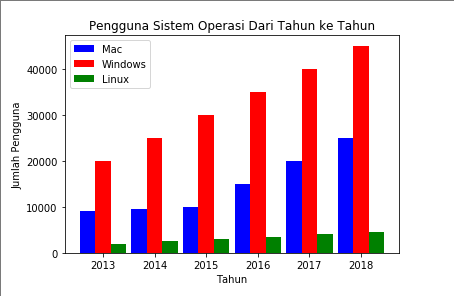 Pengguna Sistem Operasi Dari Tahun ke Tahun
Mac
Windows
Linux
Jumlah Pengguna
40000
30000
20000
10000
0
2013 2014 2015 2016 2017 2018
Tahun